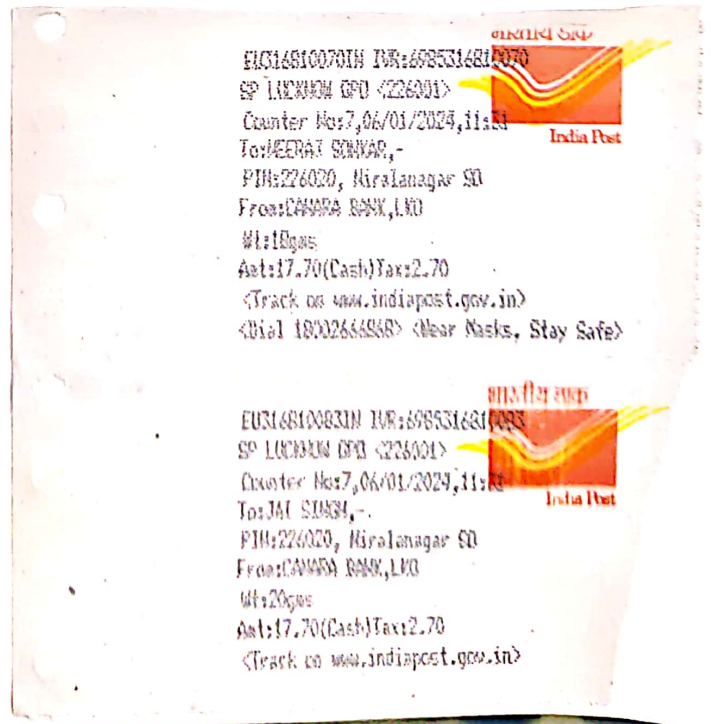 भारतीय डाक
EU316810070IN IVR:6985316810070
SP LUCKNOW GPO <226001>
Counter No:7,06/01/2024,11:51
India Post
To:NEERAJ SONKAR,-
PIN:226020, Niralanagar SO
From:CANARA BANK,LKO
Wt:18gms
Amt:17.70(Cash)Tax:2.70
<Track on www.indiapost.gov.in>
<Dial 18002666868> <Wear Masks, Stay Safe>
भारतीय डाक
EU316810083IN IVR:6985316810083
SP LUCKNOW GPO <226001>
Counter No:7,06/01/2024,11:51
India Post
To:JAI SINGH,-.
PIN:226020, Niralanagar SO
From:CANARA BANK,LKO
Wt:20gms
Amt:17.70(Cash)Tax:2.70
<Track on www.indiapost.gov.in>